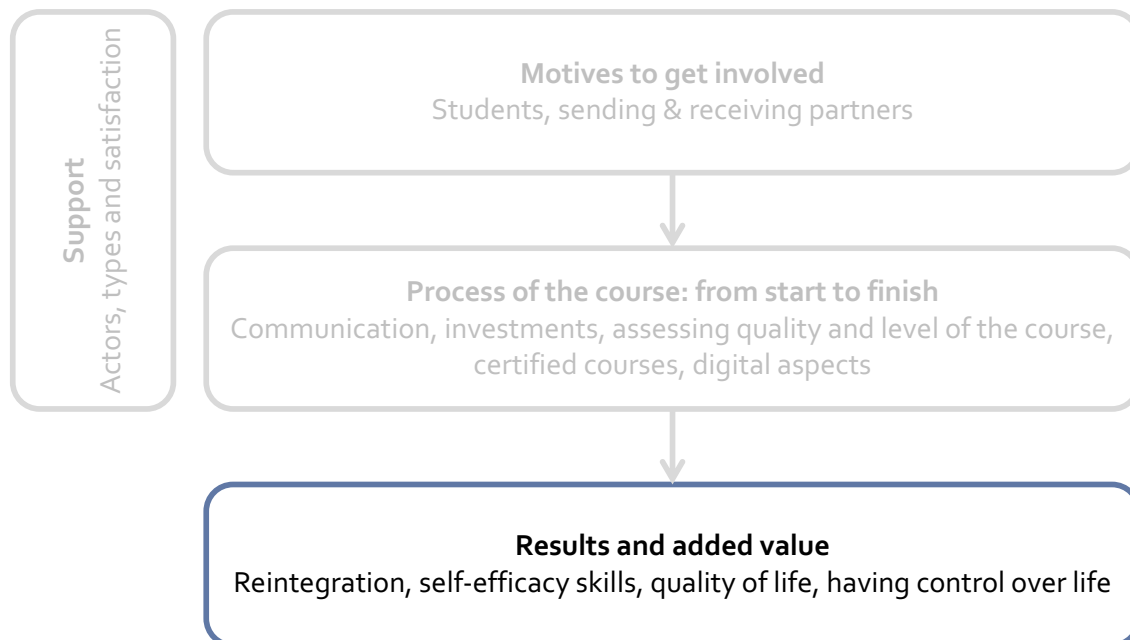 Support
Actors, types and satisfaction
Motives to get involved
Students, sending & receiving partners
Process of the course: from start to finish
Communication, investments, assessing quality and level of the course,
certified courses, digital aspects
Results and added value
Reintegration, self-efficacy skills, quality of life, having control over life